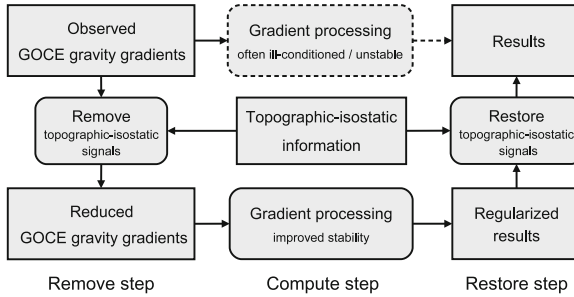 Observed
GOCE gravity gradients
Gradient processing
often ill-conditioned / unstable
Results
Remove
topographic-isostatic
signals
Topographic-isostatic
information
Restore
topographic-isostatic
signals
Reduced
GOCE gravity gradients
Gradient processing
improved stability
Regularized
results
Remove step
Compute step
Restore step